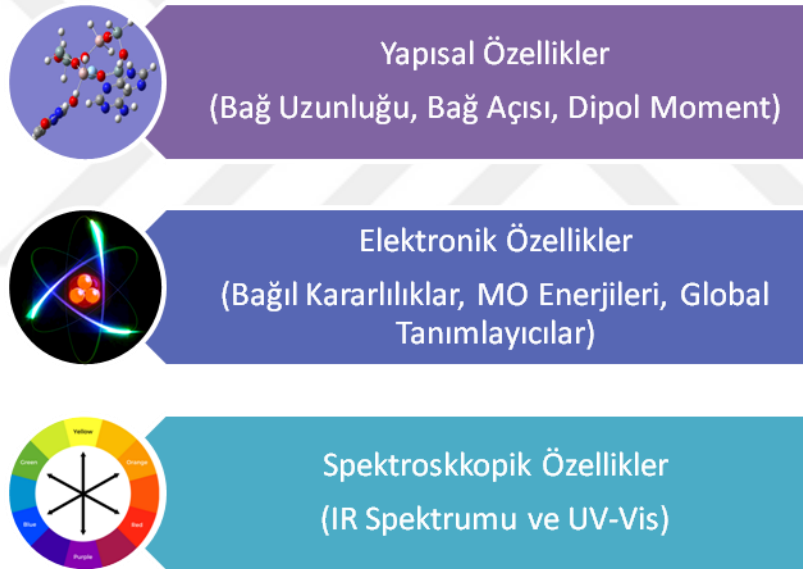 Yapısal Özellikler
(Bağ Uzunluğu, Bağ Açısı, Dipol Moment)
Elektronik Özellikler
(Bağıl Kararlılıklar, MO Enerjileri, Global
Tanımlayıcılar)
Yellow
Green
Orange
Blue
Red
Purple
Spektroskkopik Özellikler
(IR Spektrumu ve UV-Vis)